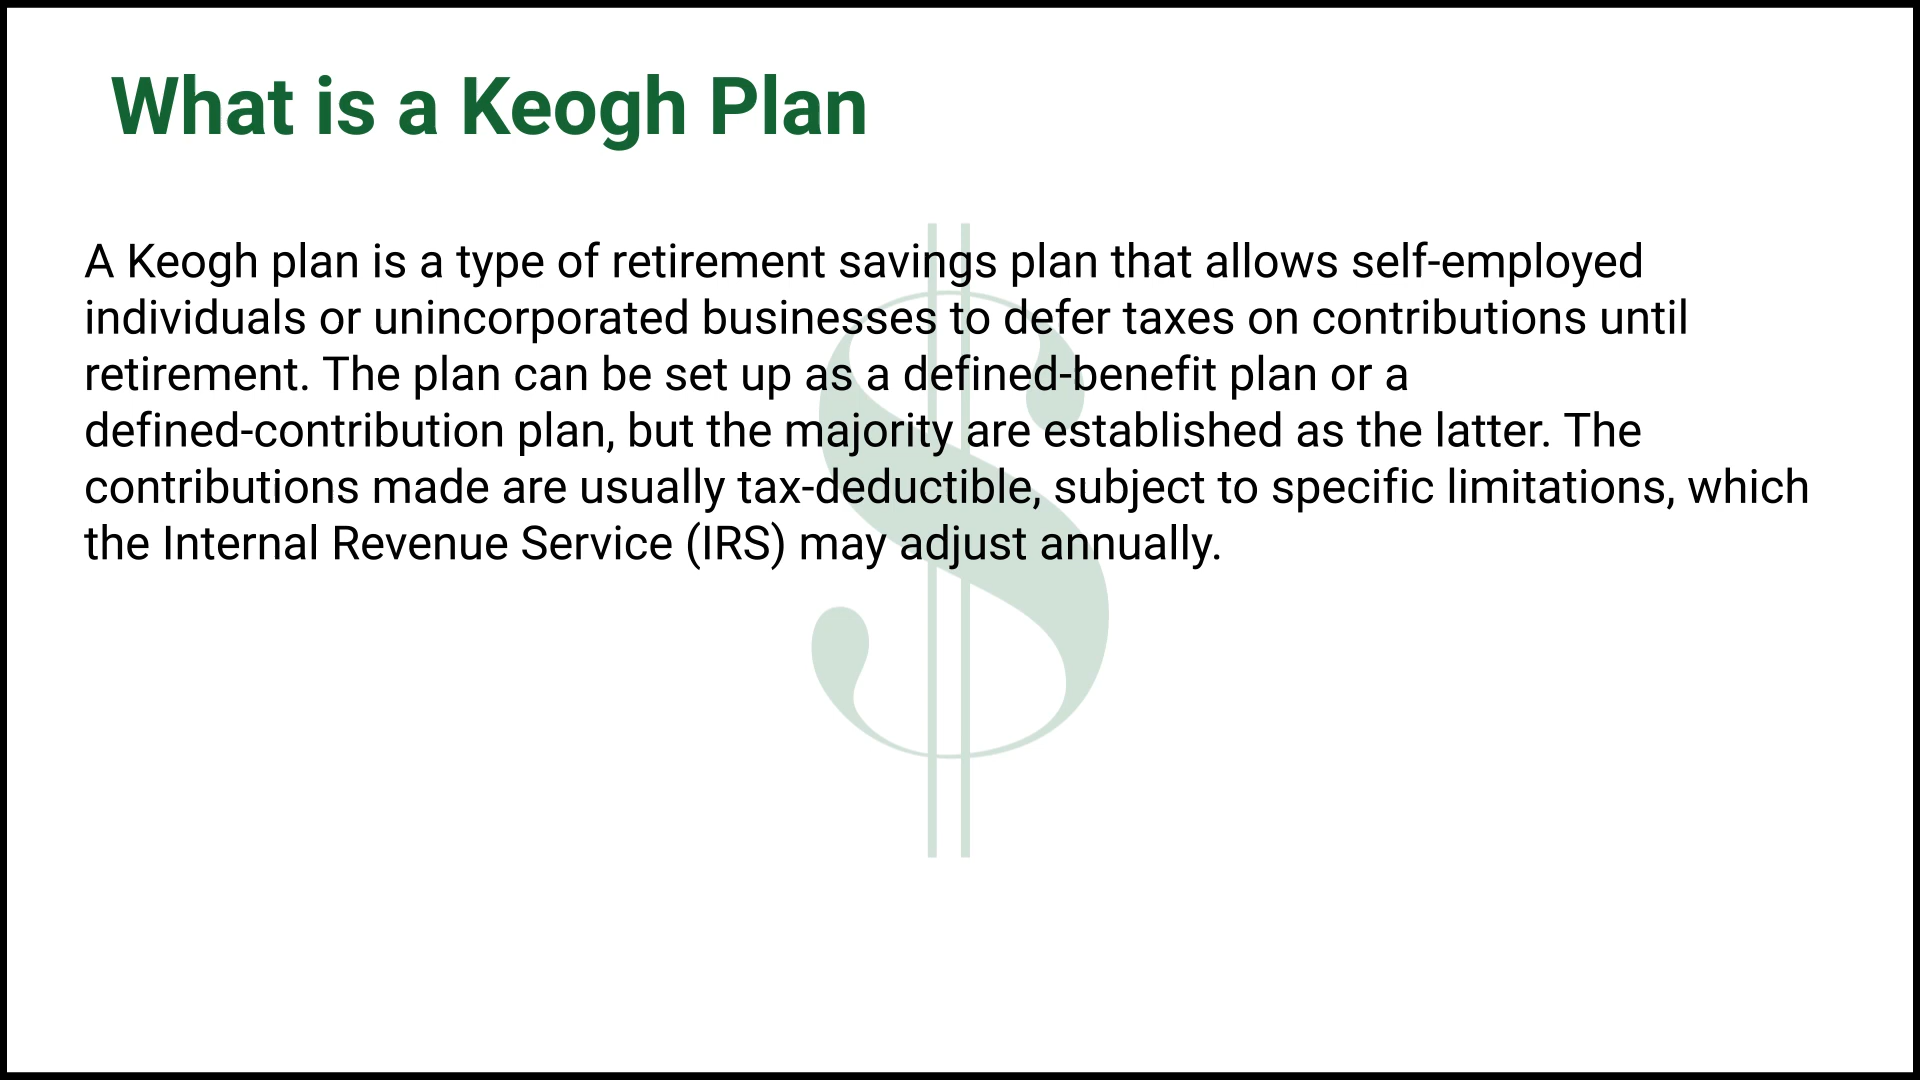 What is a Keogh Plan
A Keogh plan is a type of retirement savings plan that allows self-employed
individuals or unincorporated businesses to defer taxes on contributions until
retirement. The plan can be set up as a defined-benefit plan or a
defined-contribution plan, but the majority are established as the latter. The
contributions made are usually tax-deductible, subject to specific limitations, which
the Internal Revenue Service (IRS) may adjust annually.
$